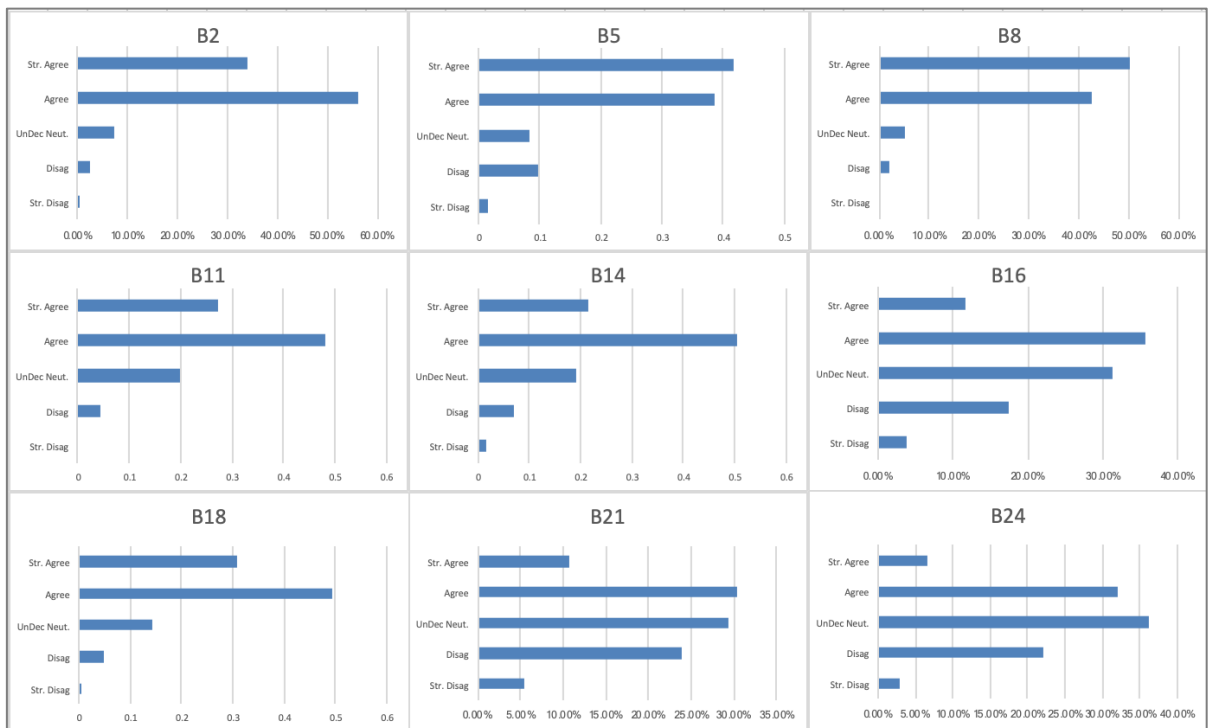 B2
Str. Agree
Agree
UnDec Neut.
Disag
Str. Disag
0.00% 10.00% 20.00% 30.00% 40.00% 50.00% 60.00%
B5
Str. Agree
Agree
UnDec Neut.
Disag
Str. Disag
0 0.1 0.2 0.3 0.4 0.5
B8
Str. Agree
Agree
UnDec Neut.
Disag
Str. Disag
0.00% 10.00% 20.00% 30.00% 40.00% 50.00% 60.00%
B11
Str. Agree
Agree
UnDec Neut.
Disag
Str. Disag
0 0.1 0.2 0.3 0.4 0.5 0.6
B14
Str. Agree
Agree
UnDec Neut.
Disag
Str. Disag
0 0.1 0.2 0.3 0.4 0.5 0.6
B16
Str. Agree
Agree
UnDec Neut.
Disag
Str. Disag
0.00% 10.00% 20.00% 30.00% 40.00%
B18
Str. Agree
Agree
UnDec Neut.
Disag
Str. Disag
0 0.1 0.2 0.3 0.4 0.5 0.6
B21
Str. Agree
Agree
UnDec Neut.
Disag
Str. Disag
0.00% 5.00% 10.00% 15.00% 20.00% 25.00% 30.00% 35.00%
B24
Str. Agree
Agree
UnDec Neut.
Disag
Str. Disag
0.00% 5.00% 10.00% 15.00% 20.00% 25.00% 30.00% 35.00% 40.00%